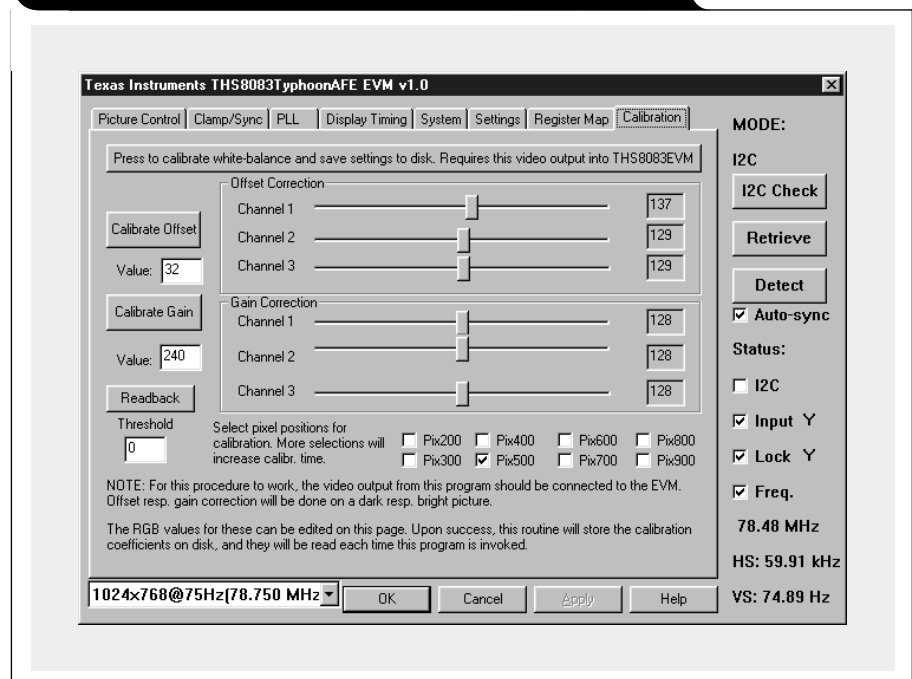 Texas Instruments THS8083TyphoonAFE EVM v1.0
Picture Control Clamp/Sync PLL Display Timing System Settings Register Map Calibration
Press to calibrate white-balance and save settings to disk. Requires this video output into THS8083EVM
Offset Correction
Channel 1 137
Calibrate Offset
Channel 2 129
Value: 32
Channel 3 129
Calibrate Gain
Gain Correction
Channel 1 128
Value: 240
Channel 2 128
Readback
Channel 3 128
Threshold
0
Select pixel positions for
calibration. More selections will
increase calibr. time.
Pix200 Pix400 Pix600 Pix800
Pix300 Pix500 Pix700 Pix900
NOTE: For this procedure to work, the video output from this program should be connected to the EVM.
Offset resp. gain correction will be done on a dark resp. bright picture.
The RGB values for these can be edited on this page. Upon success, this routine will store the calibration
coefficients on disk, and they will be read each time this program is invoked.
1024x768@75Hz(78.750 MHz
OK Cancel Apply Help
MODE:
I2C
I2C Check
Retrieve
Detect
Auto-sync
Status:
I2C
Input Y
Lock Y
Freq.
78.48 MHz
HS: 59.91 kHz
VS: 74.89 Hz